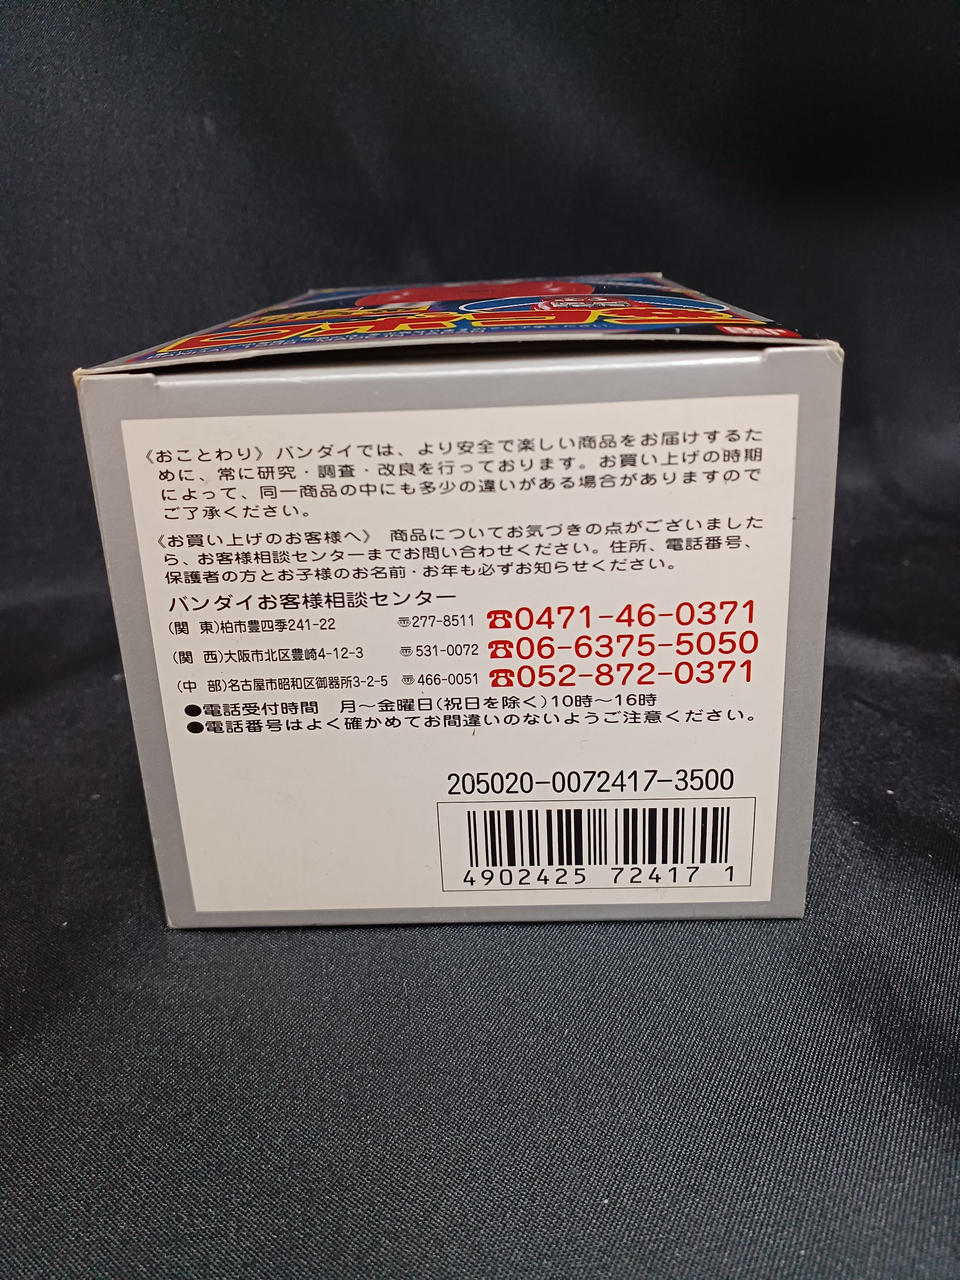 《おことわり》バンダイでは、より安全で楽しい商品をお届けするた
めに、常に研究・調査・改良を行っております。お買い上げの時期
によって、同一商品の中にも多少の違いがある場合がありますので
ご了承ください。
《お買い上げのお客様へ》 商品についてお気づきの点がございました
ら、お客様相談センターまでお問い合わせください。住所、電話番号、
保護者の方とお子様のお名前・お年も必ずお知らせください。
バンダイお客様相談センター
(関 東)柏市豊四季241-22 〠277-8511 ☎0471-46-0371
(関 西)大阪市北区豊崎4-12-3 〠531-0072 ☎06-6375-5050
(中 部)名古屋市昭和区御器所3-2-5 〠466-0051 ☎052-872-0371
●電話受付時間 月〜金曜日(祝日を除く)10時〜16時
●電話番号はよく確かめてお間違いのないようご注意ください。
205020-0072417-3500
4902425 72417 1